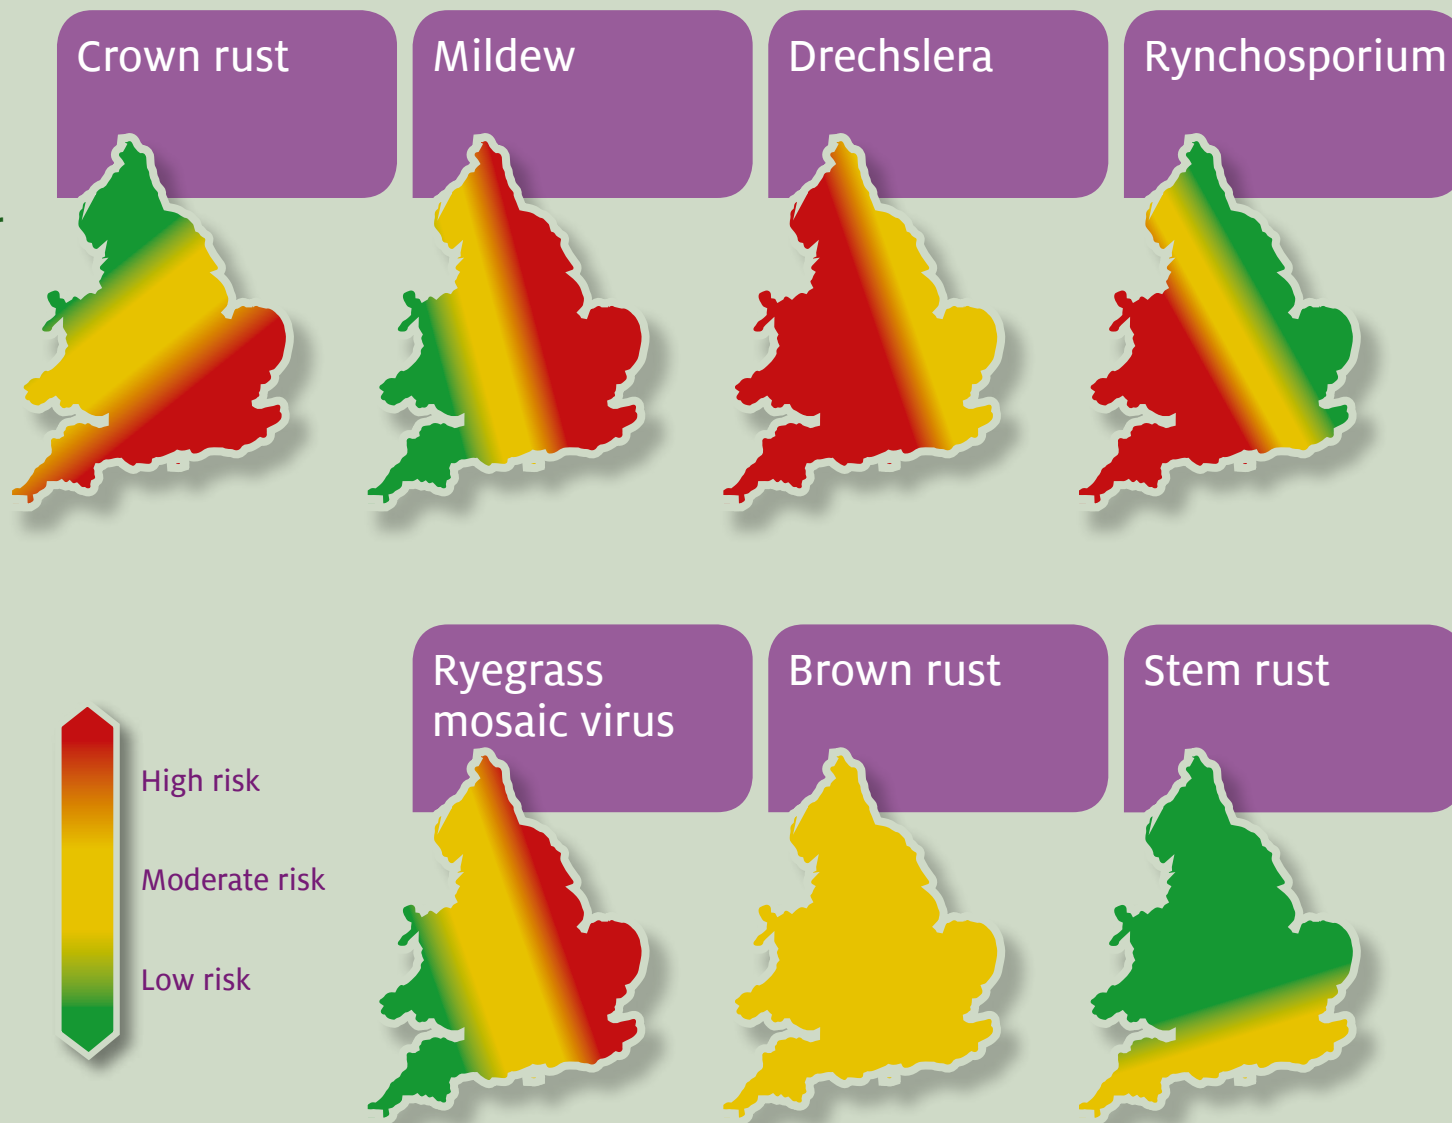 Crown rust
Mildew
Drechslera
Rynchosporium
Ryegrass
mosaic virus
Brown rust
Stem rust
High risk
Moderate risk
Low risk